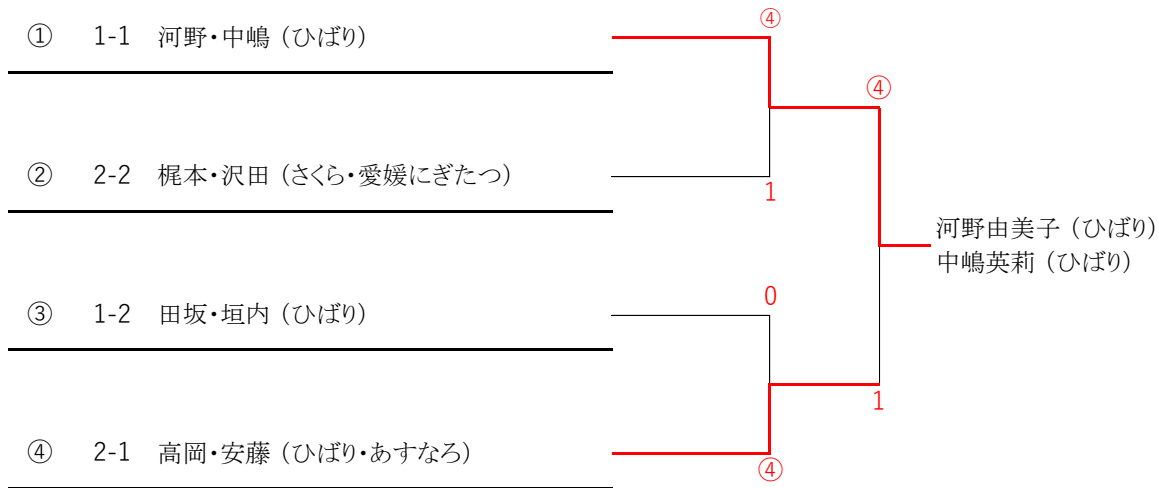 ④
① 1-1 河野・中嶋 (ひばり)
④
② 2-2 梶本・沢田 (さくら・愛媛にぎたつ)
1
河野由美子 (ひばり)
中嶋英莉 (ひばり)
0
③ 1-2 田坂・垣内 (ひばり)
1
④ 2-1 高岡・安藤 (ひばり・あすなろ)
④